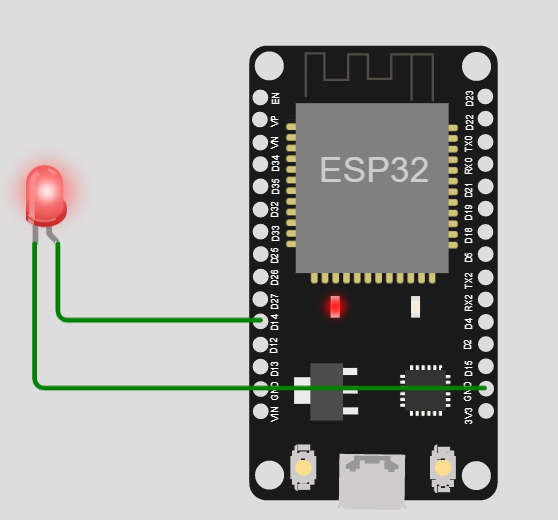 EN
VP
VN
D34
D35
D32
D33
D25
D26
D27
D14
D12
D13
GND
VIN
ESP32
D23
D22
TX0
RX0
D21
D19
D18
D5
TX2
RX2
D4
D2
D15
GND
3V3